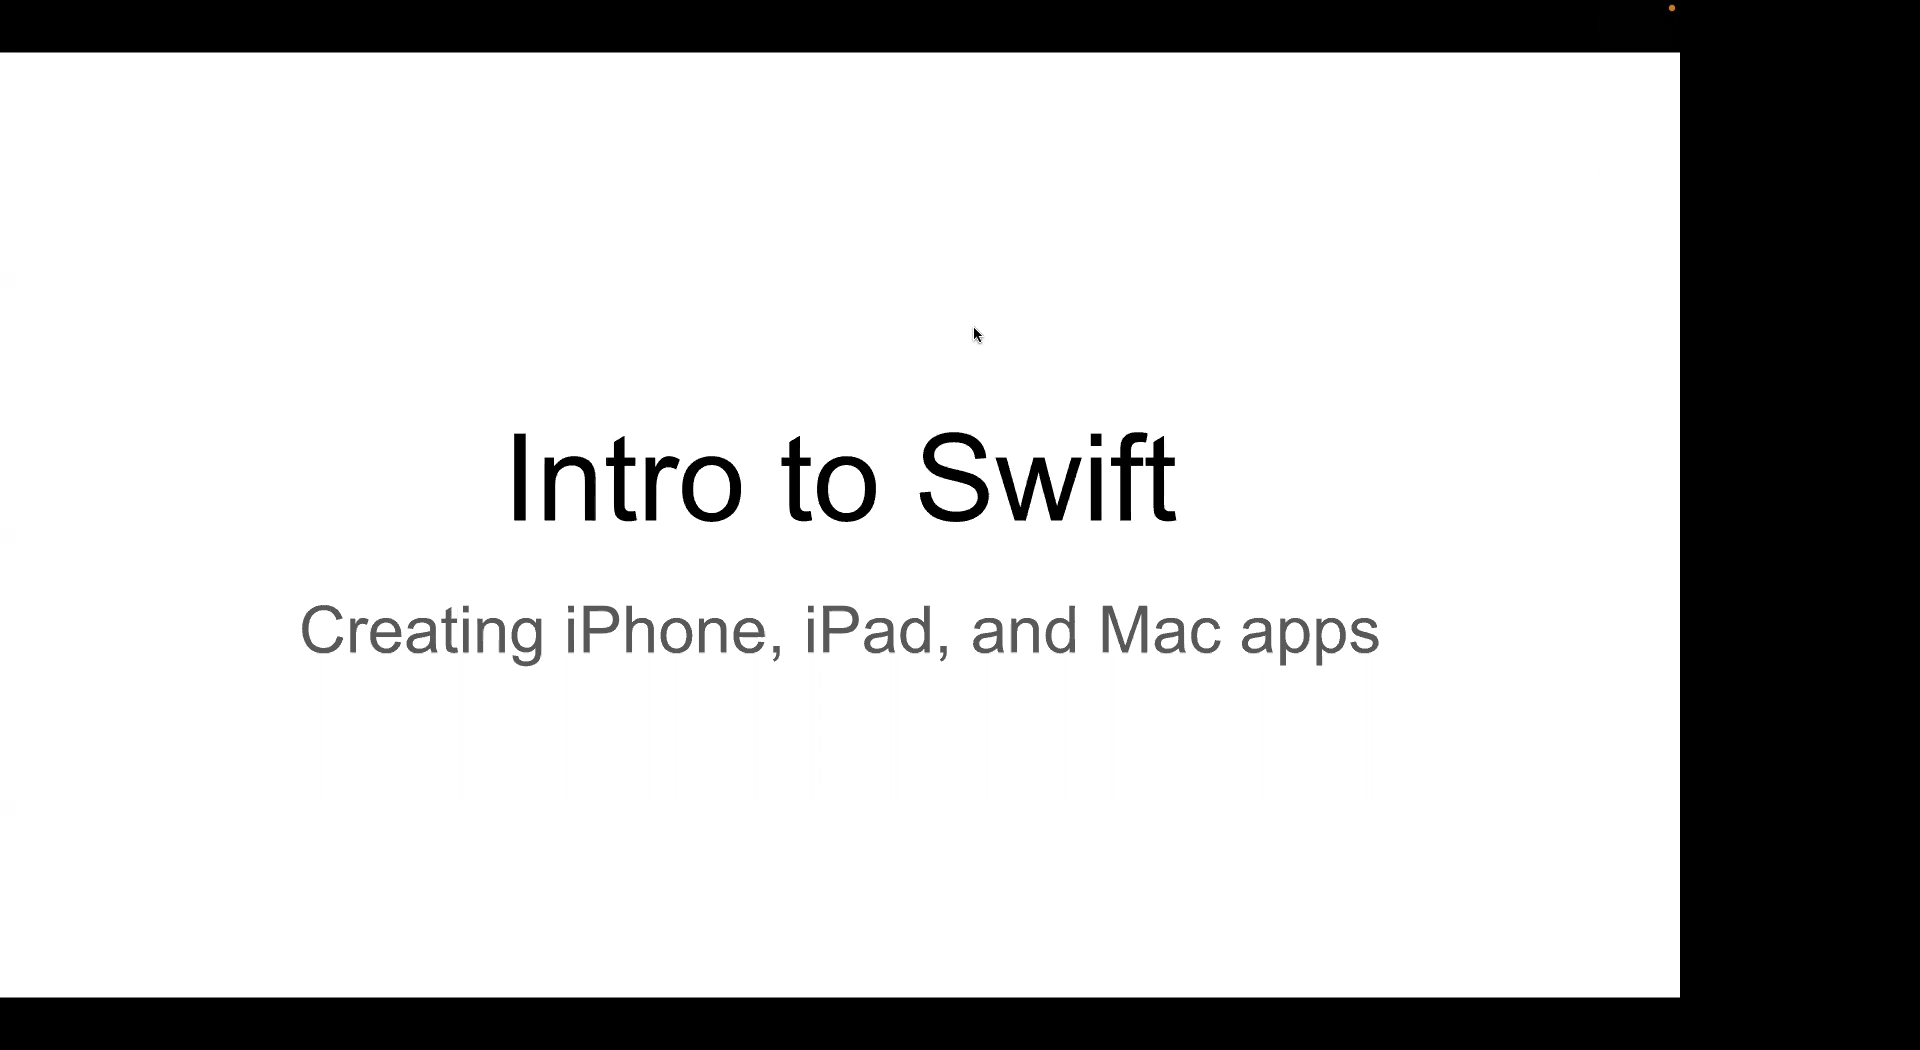 Intro to Swift
Creating iPhone, iPad, and Mac apps